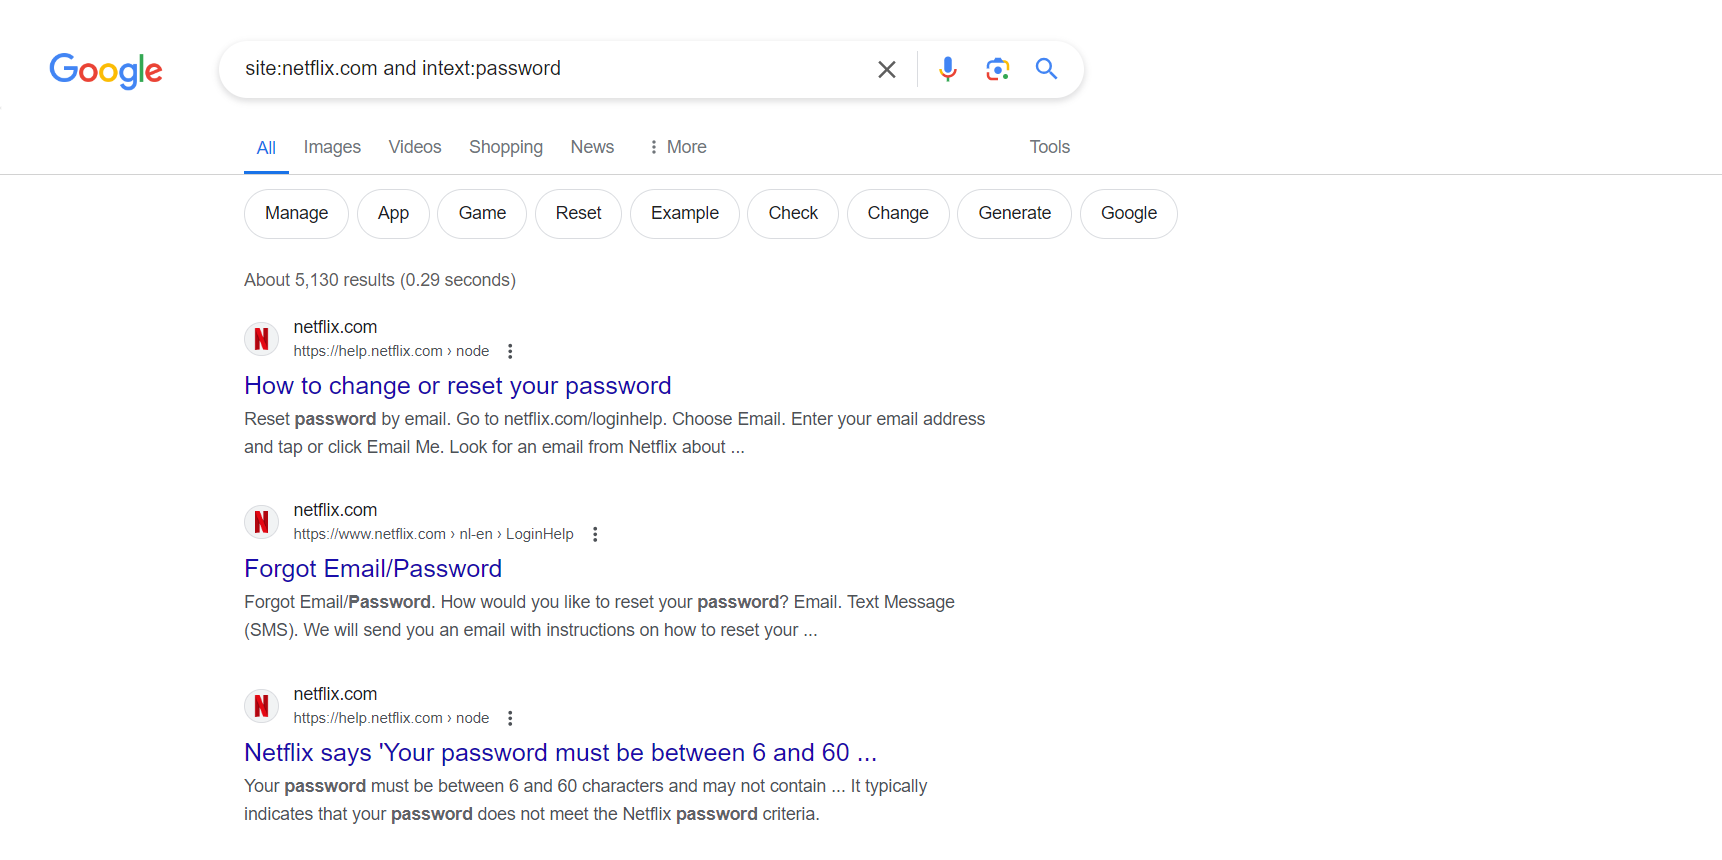 Google
site:netflix.com and intext:password
All Images Videos Shopping News More Tools
Manage App Game Reset Example Check Change Generate Google
About 5,130 results (0.29 seconds)
N
netflix.com
https://help.netflix.com › node
How to change or reset your password
Reset password by email. Go to netflix.com/loginhelp. Choose Email. Enter your email address
and tap or click Email Me. Look for an email from Netflix about ...
N
netflix.com
https://www.netflix.com › nl-en › LoginHelp
Forgot Email/Password
Forgot Email/Password. How would you like to reset your password? Email. Text Message
(SMS). We will send you an email with instructions on how to reset your ...
N
netflix.com
https://help.netflix.com › node
Netflix says 'Your password must be between 6 and 60 ...
Your password must be between 6 and 60 characters and may not contain ... It typically
indicates that your password does not meet the Netflix password criteria.